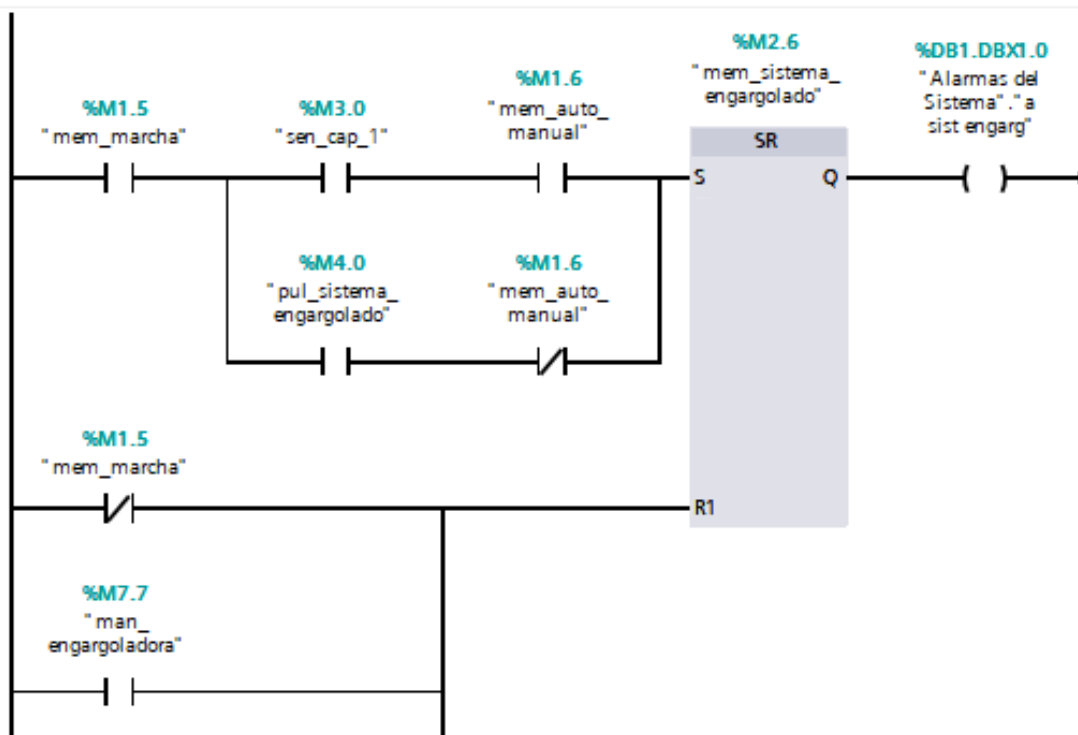 %M1.5
"mem_marcha"
%M3.0
"sen_cap_1"
%M1.6
"mem_auto_
manual"
%M2.6
"mem_sistema_
engargolado"
%DB1.DBX1.0
"Alarmas del
Sistema"."a
sist engarg"
SR
S
Q
%M4.0
"pul_sistema_
engargolado"
%M1.6
"mem_auto_
manual"
%M1.5
"mem_marcha"
R1
%M7.7
"man_
engargoladora"